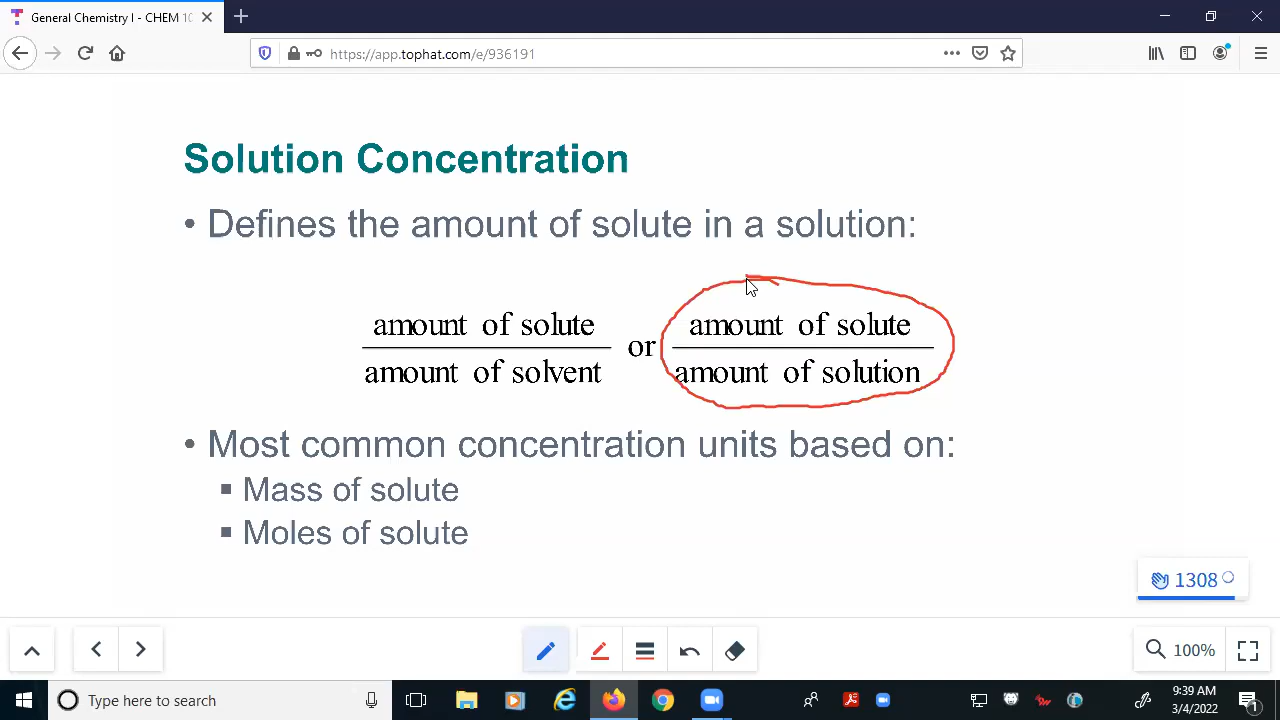 General Chemistry I - CHEM 10
https://app.tophat.com/e/936191
Solution Concentration
• Defines the amount of solute in a solution:
amount of solute
amount of solvent
or
amount of solute
amount of solution
• Most common concentration units based on:
▪ Mass of solute
▪ Moles of solute
1308
100%
Type here to search
9:39 AM
3/4/2022
1